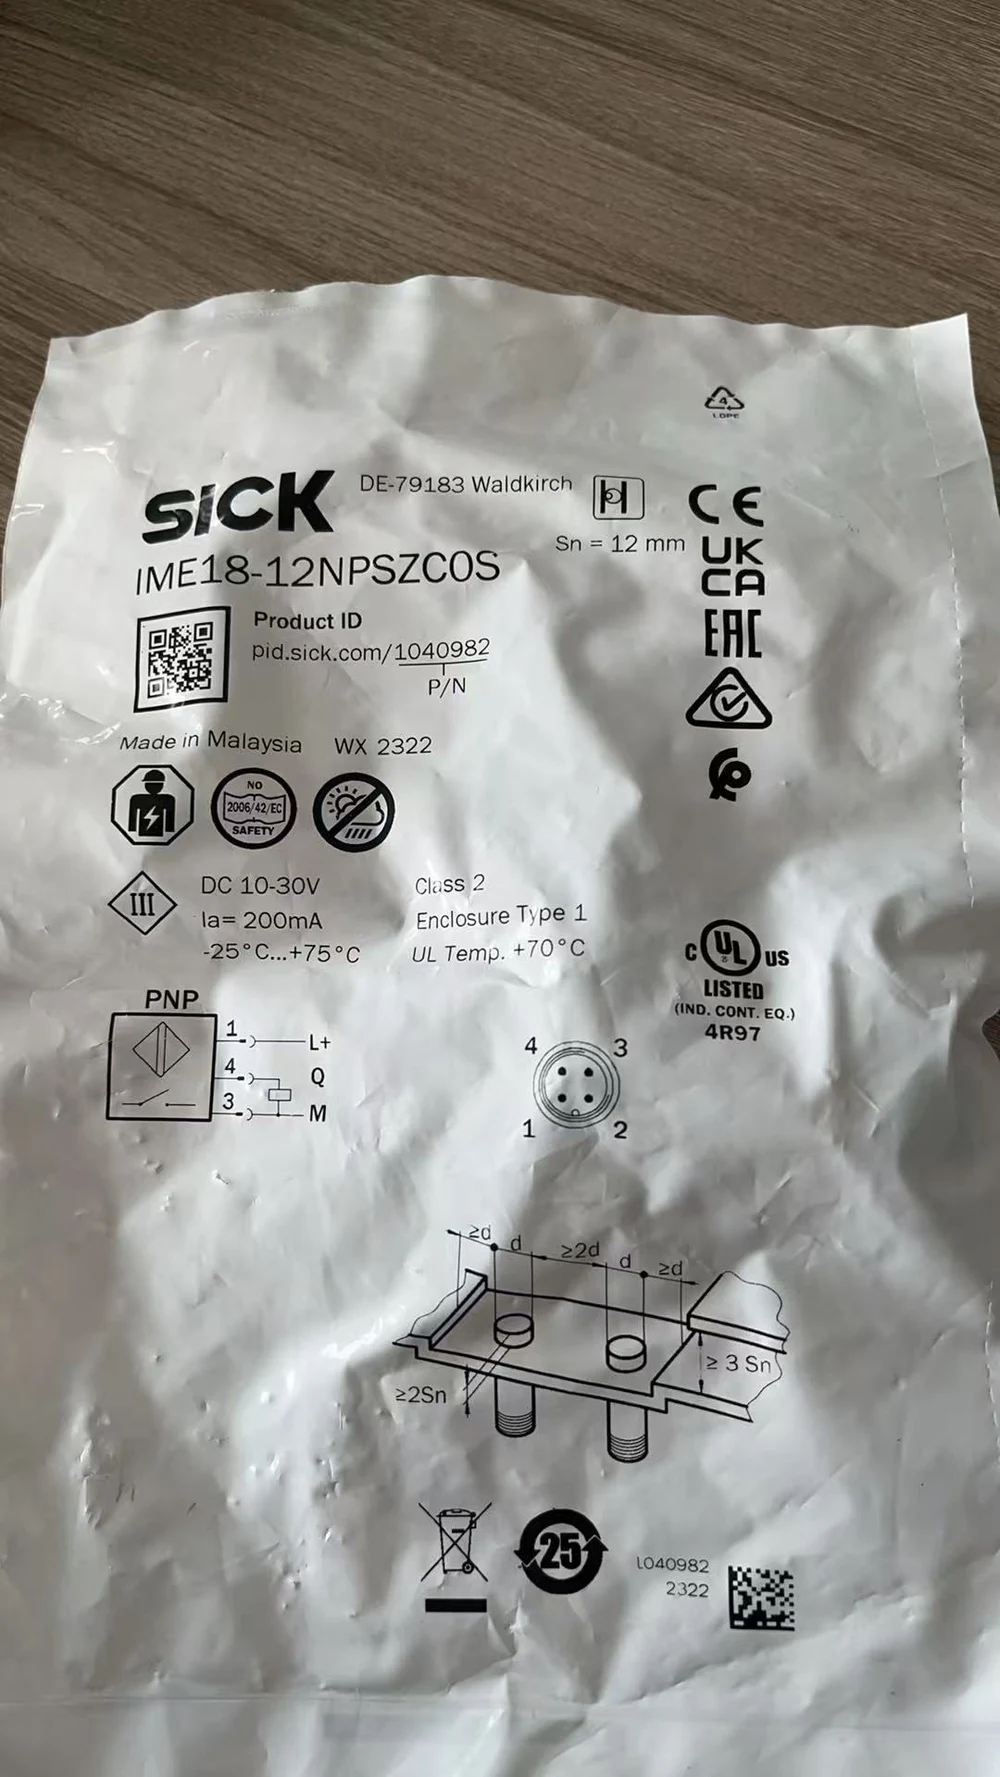 4
LDPE
SICK
DE-79183 Waldkirch
Sn = 12 mm
CE
UK
CA
EAC
IME18-12NPSZC0S
Product ID
pid.sick.com/1040982
P/N
Made in Malaysia WX 2322
NO
2006/42/EC
SAFETY
III
DC 10-30V
Ia= 200mA
-25°C...+75°C
Class 2
Enclosure Type 1
UL Temp. +70°C
C UL US
LISTED
(IND. CONT. EQ.)
4R97
PNP
1 L+
4 Q
3 M
4 3
1 2
≥d d ≥2d d ≥d
≥ 3 Sn
≥2Sn
25
1040982
2322